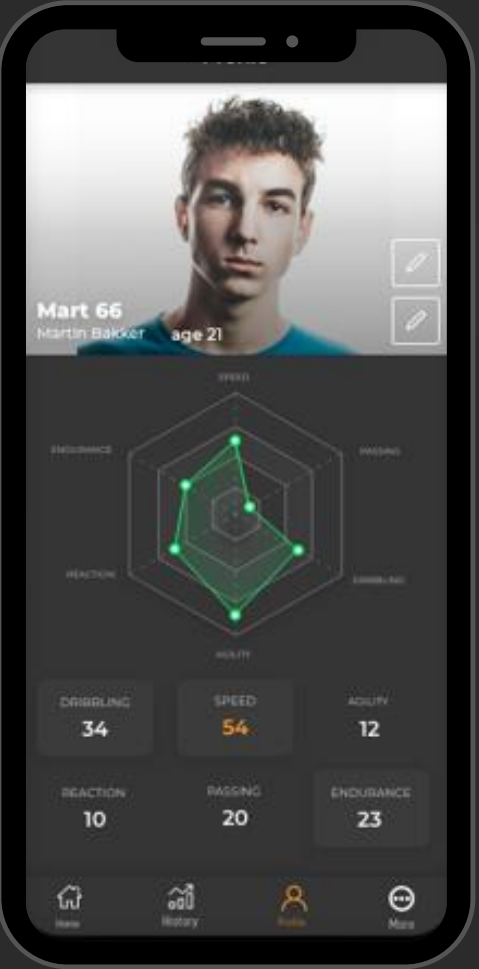 Mart 66
Martin Bakker age 21
SPEED
ENDURANCE PASSING
REACTION DRIBBLING
AGILITY
DRIBBLING SPEED AGILITY
34 54 12
REACTION PASSING ENDURANCE
10 20 23
Home History Profile More